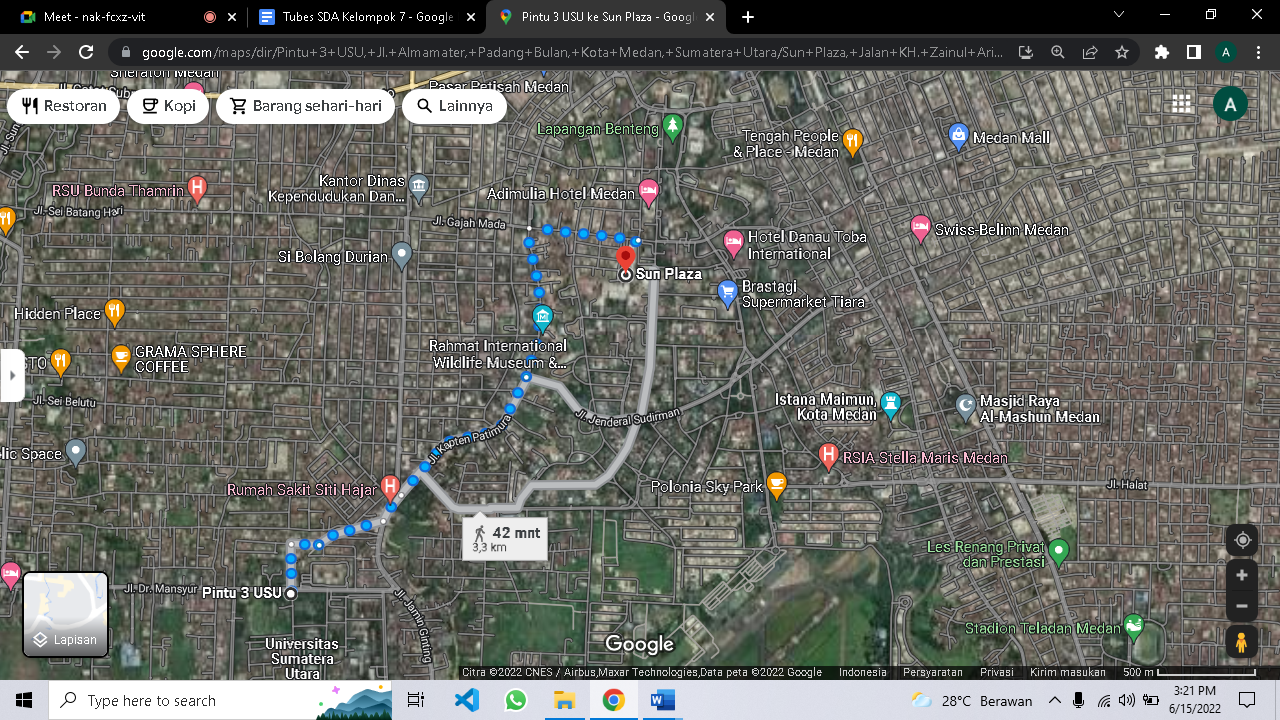 Meet - nak-fcxz-vit
Tubes SDA Kelompok 7 - Google
Pintu 3 USU ke Sun Plaza - Google
google.com/maps/dir/Pintu+3+USU,+Jl.+Almamater,+Padang+Bulan,+Kota+Medan,+Sumatera+Utara/Sun+Plaza,+Jalan+KH.+Zainul+Ari...
A
Sheraton Medan
Pasar Petisah Medan
Restoran
Kopi
Barang sehari-hari
Lainnya
A
Lapangan Benteng
Tengah People
& Place - Medan
Medan Mall
RSU Bunda Thamrin
Kantor Dinas
Kependudukan Dan...
Adimulia Hotel Medan
Jl. Sei Batang Hari
Jl. Gajah Mada
Swiss-Belinn Medan
Hotel Danau Toba
International
Si Bolang Durian
Sun Plaza
Brastagi
Supermarket Tiara
Hidden Place
Rahmat International
Wildlife Museum &...
GRAMA SPHERE
COFFEE
Jl. Sei Belutu
Jl. Jenderal Sudirman
Istana Maimun,
Kota Medan
Masjid Raya
Al-Mashun Medan
Jl. Kapten Patimura
lic Space
RSIA Stella Maris Medan
Rumah Sakit Siti Hajar
Polonia Sky Park
Jl. Halat
42 mnt
3,3 km
Les Renang Privat
dan Prestasi
Jl. Dr. Mansyur
Pintu 3 USU
Jl. Jamin Ginting
Lapisan
Universitas
Sumatera
Utara
Google
Stadion Teladan Medan
Citra ©2022 CNES / Airbus,Maxar Technologies,Data peta ©2022 Google
Indonesia
Persyaratan
Privasi
Kirim masukan
500 m
Type here to search
28°C Berawan
3:21 PM
6/15/2022